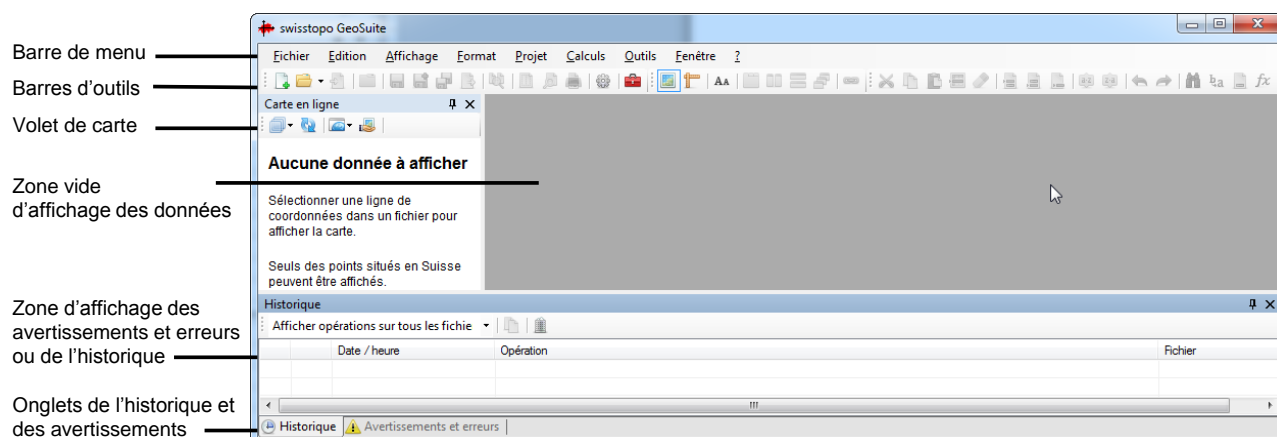 swisstopo GeoSuite
Barre de menu
Fichier Edition Affichage Format Projet Calculs Outils Fenêtre ?
Barres d'outils
Carte en ligne
Volet de carte
Aucune donnée à afficher
Zone vide
d'affichage des données
Sélectionner une ligne de
coordonnées dans un fichier pour
afficher la carte.
Seuls des points situés en Suisse
peuvent être affichés.
Zone d'affichage des
avertissements et erreurs
ou de l'historique
Historique
Afficher opérations sur tous les fichie
Date / heure Opération Fichier
Onglets de l'historique et
des avertissements
Historique Avertissements et erreurs